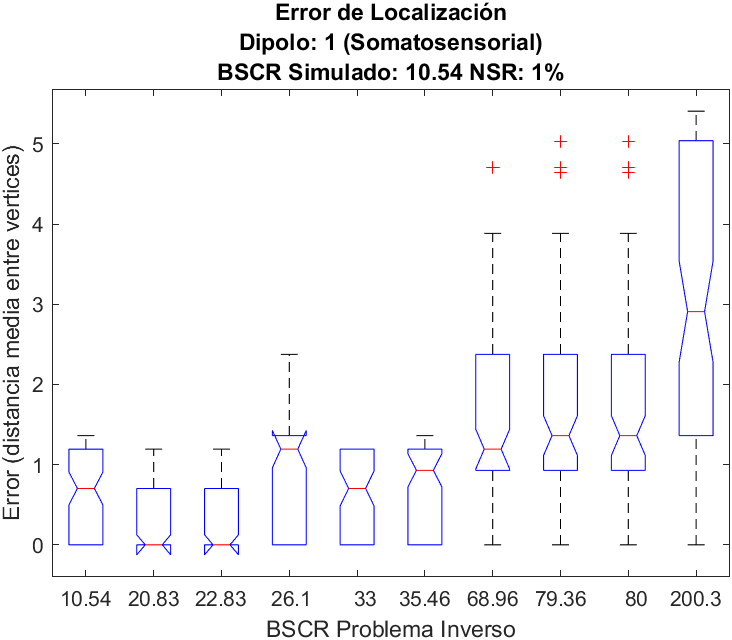 Error de Localización
Dipolo: 1 (Somatosensorial)
BSCR Simulado: 10.54 NSR: 1%
Error (distancia media entre vertices)
5
4
3
2
1
0
10.54 20.83 22.83 26.1 33 35.46 68.96 79.36 80 200.3
BSCR Problema Inverso